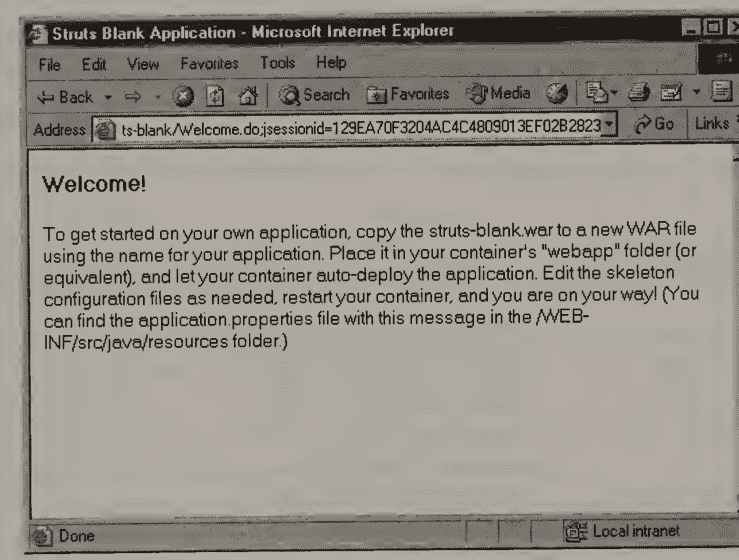 Struts Blank Application - Microsoft Internet Explorer
File Edit View Favorites Tools Help
Back Search Favorites Media
Address ts-blank/Welcome.do;jsessionid=129EA70F3204AC4C4809013EF02B2823 Go Links
Welcome!
To get started on your own application, copy the struts-blank.war to a new WAR file
using the name for your application. Place it in your container's "webapp" folder (or
equivalent), and let your container auto-deploy the application. Edit the skeleton
configuration files as needed, restart your container, and you are on your way! (You
can find the application.properties file with this message in the /WEB-
INF/src/java/resources folder.)
Done Local intranet